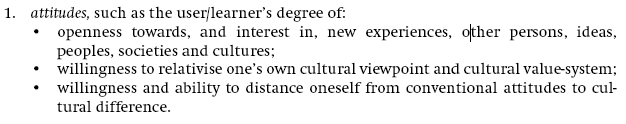 1. attitudes, such as the user/learner’s degree of:
• openness towards, and interest in, new experiences, other persons, ideas,
peoples, societies and cultures;
• willingness to relativise one’s own cultural viewpoint and cultural value-system;
• willingness and ability to distance oneself from conventional attitudes to cul-
tural difference.